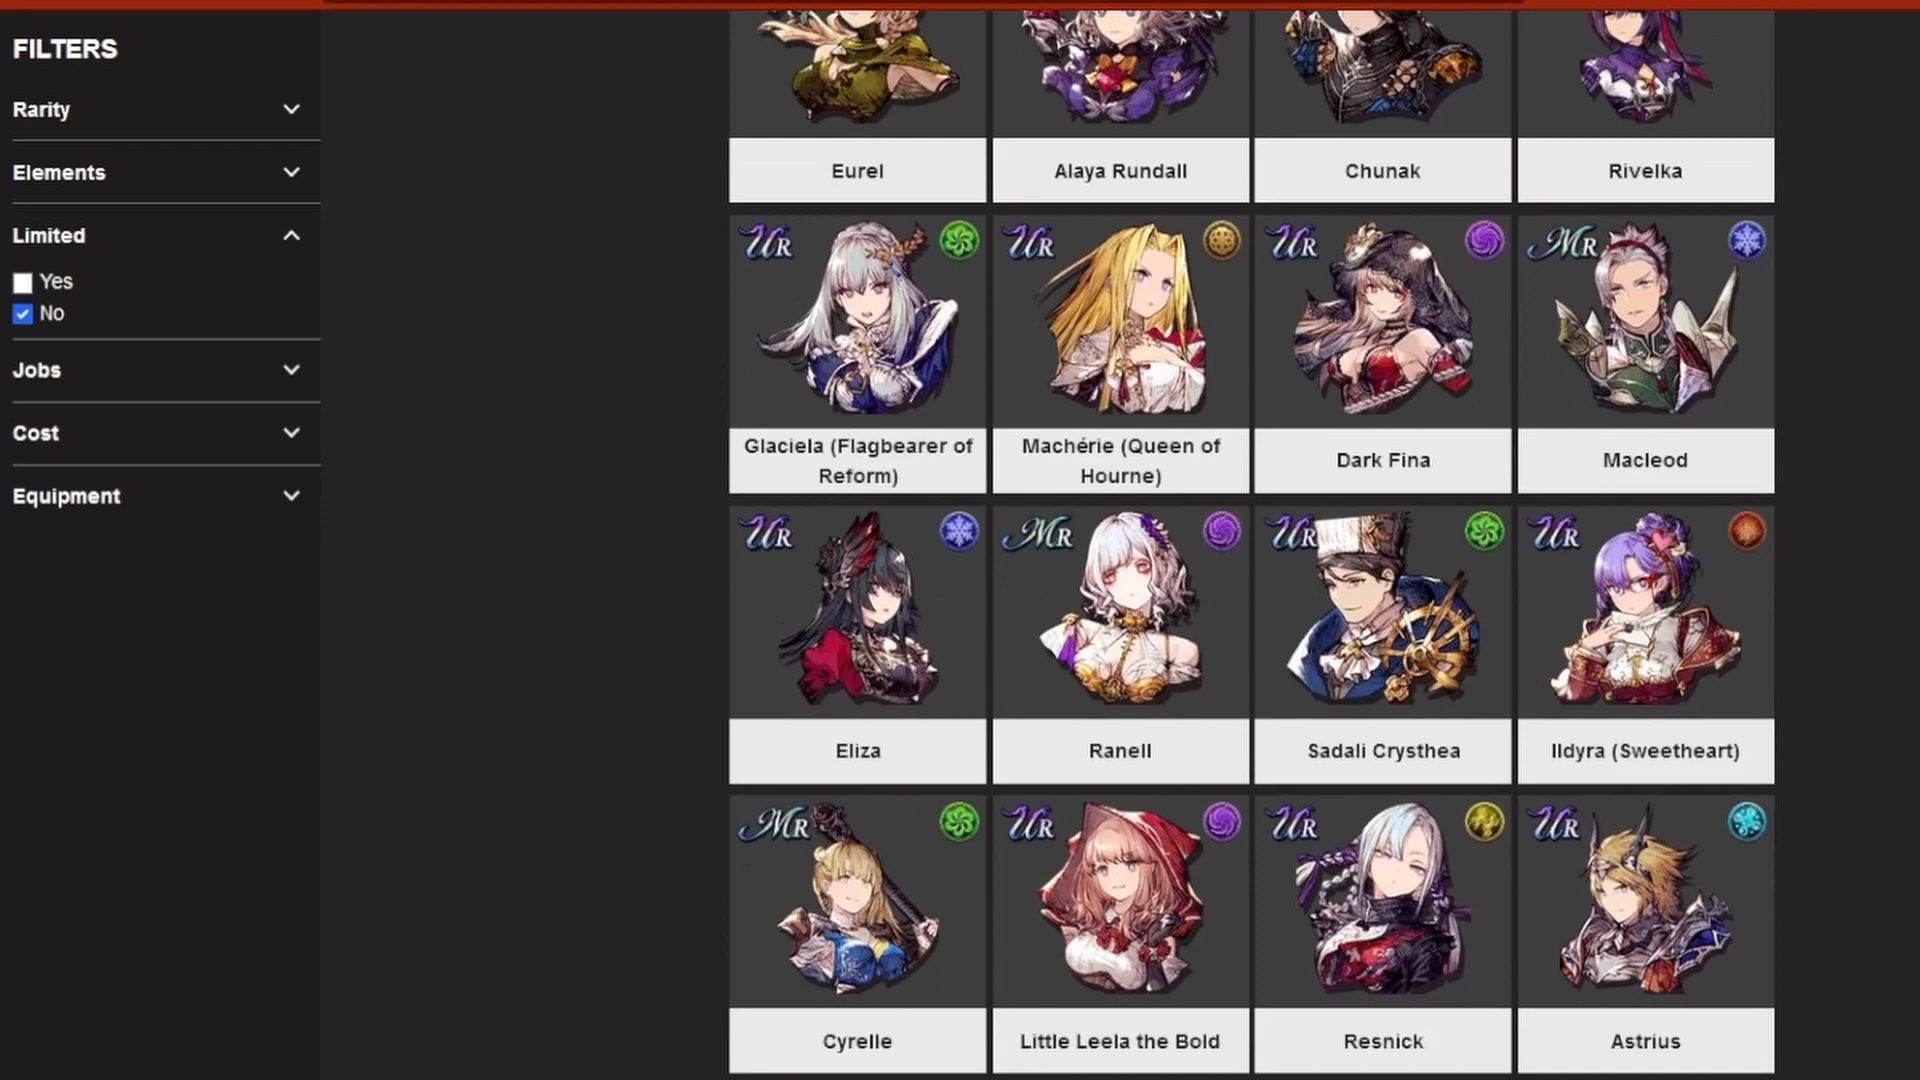 FILTERS
Rarity
Elements
Limited
Yes
No
Jobs
Cost
Equipment
Eurel
Alaya Rundall
Chunak
Rivelka
UR
UR
UR
MR
Glaciela (Flagbearer of
Reform)
Machérie (Queen of
Hourne)
Dark Fina
Macleod
UR
MR
UR
UR
Eliza
Ranell
Sadali Crysthea
Ildyra (Sweetheart)
MR
UR
UR
UR
Cyrelle
Little Leela the Bold
Resnick
Astrius